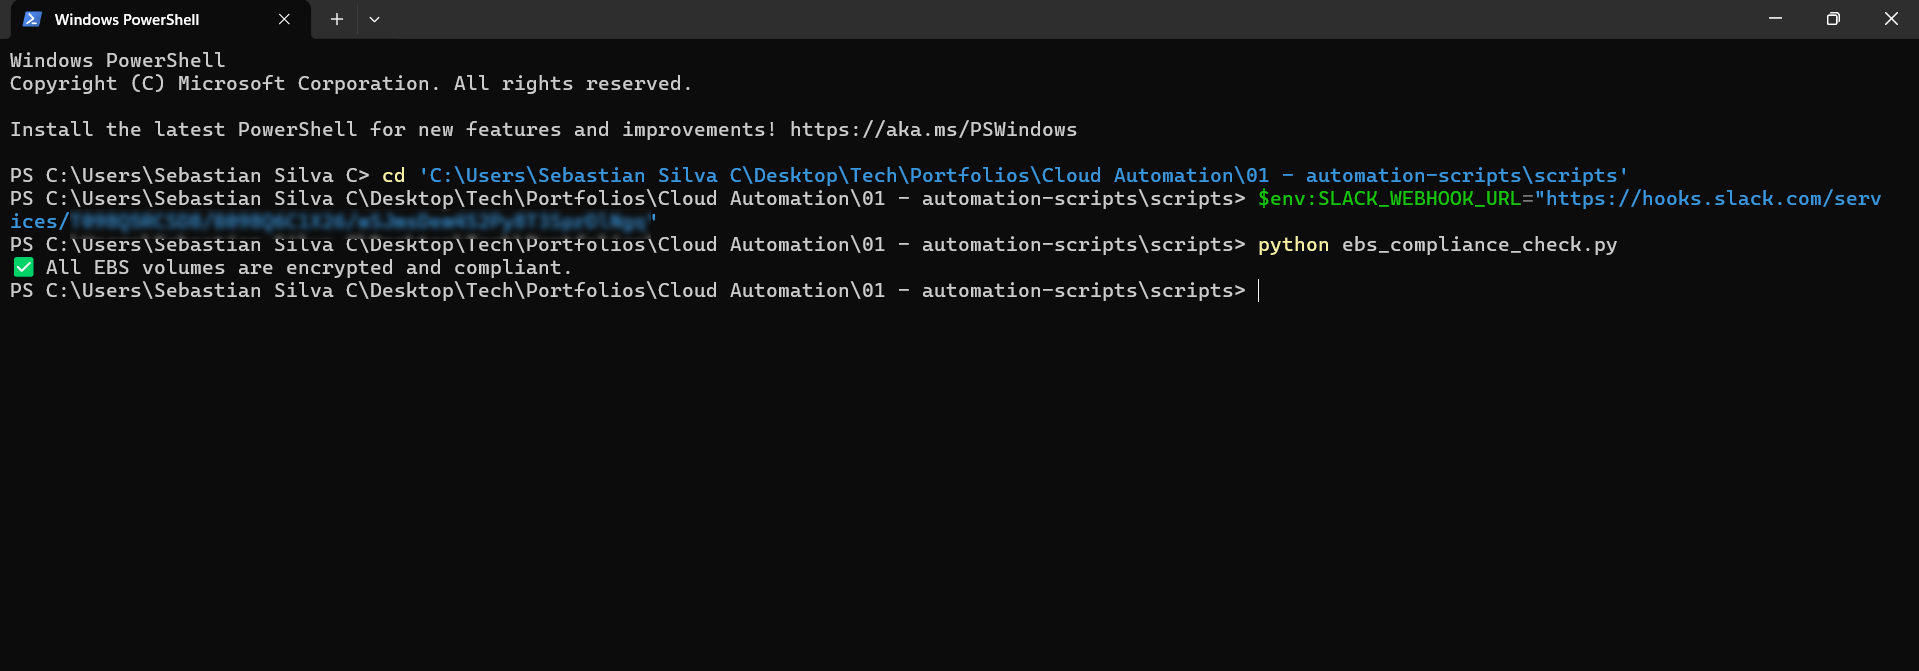 Windows PowerShell
Windows PowerShell
Copyright (C) Microsoft Corporation. All rights reserved.
Install the latest PowerShell for new features and improvements! https://aka.ms/PSWindows
PS C:\Users\Sebastian Silva C> cd 'C:\Users\Sebastian Silva C\Desktop\Tech\Portfolios\Cloud Automation\01 - automation-scripts\scripts'
PS C:\Users\Sebastian Silva C\Desktop\Tech\Portfolios\Cloud Automation\01 - automation-scripts\scripts> $env:SLACK_WEBHOOK_URL="https://hooks.slack.com/serv
ices/
PS C:\Users\Sebastian Silva C\Desktop\Tech\Portfolios\Cloud Automation\01 - automation-scripts\scripts> python ebs_compliance_check.py
✅ All EBS volumes are encrypted and compliant.
PS C:\Users\Sebastian Silva C\Desktop\Tech\Portfolios\Cloud Automation\01 - automation-scripts\scripts>